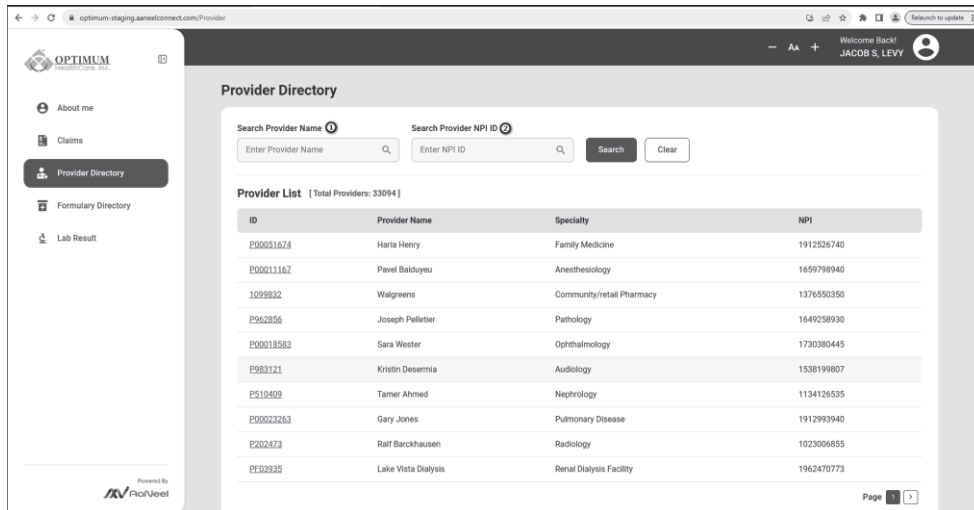 optimum-staging.aaneelconnect.com/Provider
Relaunch to update
OPTIMUM
HealthCare, Inc.
− AA +
Welcome Back!
JACOB S, LEVY
About me
Claims
Provider Directory
Formulary Directory
Lab Result
Powered By
AaNeel
Provider Directory
Search Provider Name 1
Search Provider NPI ID 2
Enter Provider Name
Enter NPI ID
Search
Clear
Provider List [ Total Providers: 33094 ]
ID Provider Name Specialty NPI
P00051674 Haria Henry Family Medicine 1912526740
P00011167 Pavel Balduyeu Anesthesiology 1659798940
1099832 Walgreens Community/retail Pharmacy 1376550350
P962856 Joseph Pelletier Pathology 1649258930
P00018583 Sara Wester Ophthalmology 1730380445
P983121 Kristin Desermia Audiology 1538199807
P510409 Tamer Ahmed Nephrology 1134126535
P00023263 Gary Jones Pulmonary Disease 1912993940
P202473 Ralf Barckhausen Radiology 1023006855
PF03935 Lake Vista Dialysis Renal Dialysis Facility 1962470773
Page 1 >